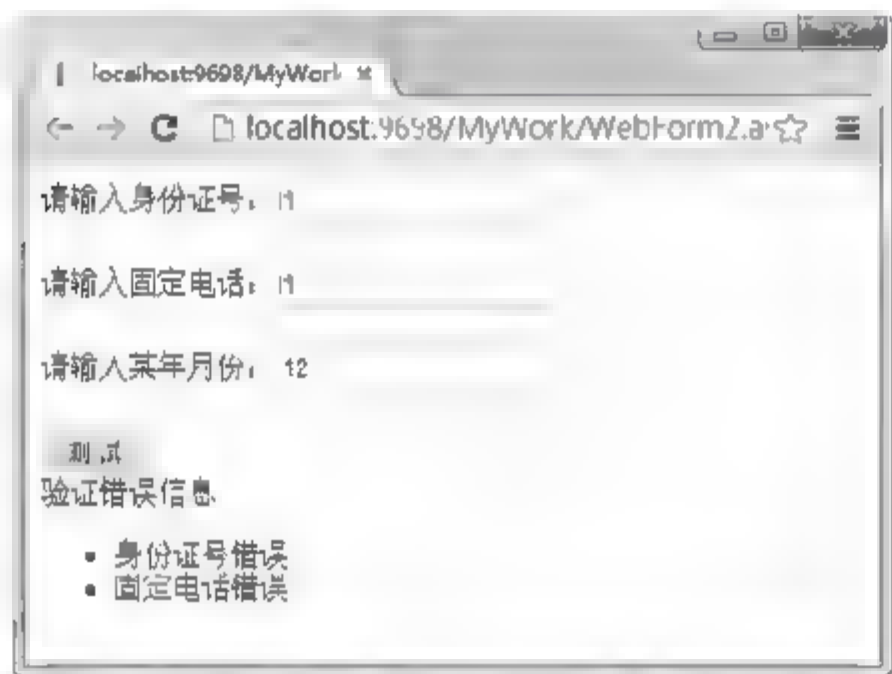 localhost:9698/MyWork
localhost:9698/MyWork/WebForm2.a
请输入身份证号：
请输入固定电话：
请输入某年月份： 12
测试
验证错误信息
• 身份证号错误
• 固定电话错误